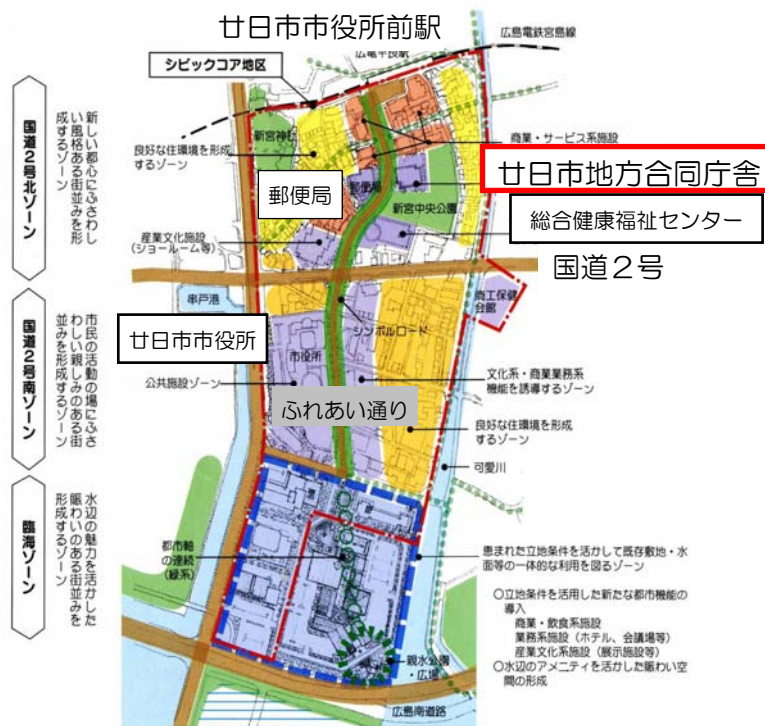 廿日市市役所前駅
広島電鉄宮島線
広電平良駅
シビックコア地区
国道2号北ゾーン
新しい都心にふさわし
い風格ある街並みを形
成するゾーン
新宮神社
良好な住環境を形成
するゾーン
商業・サービス系施設
廿日市地方合同庁舎
郵便局
郵便局
新宮中央公園
総合健康福祉センター
産業文化施設
(ショールーム等)
国道2号
串戸港
商工保健
会館
シンボルロード
国道2号南ゾーン
市民の活動の場にふさ
わしい親しみのある街
並みを形成するゾーン
廿日市市役所
市役所
公共施設ゾーン
文化系・商業業務系
機能を誘導するゾーン
ふれあい通り
良好な住環境を形成
するゾーン
可愛川
臨海ゾーン
水辺の魅力を活かした
賑わいのある街並みを
形成するゾーン
都市軸
の連続
(緑系)
恵まれた立地条件を活かして既存敷地・水
面等の一体的な利用を図るゾーン
○立地条件を活用した新たな都市機能の
導入
商業・飲食系施設
業務系施設(ホテル、会議場等)
産業文化系施設(展示施設等)
○水辺のアメニティを活かした賑わい空
間の形成
親水公園
・広場
広島南道路